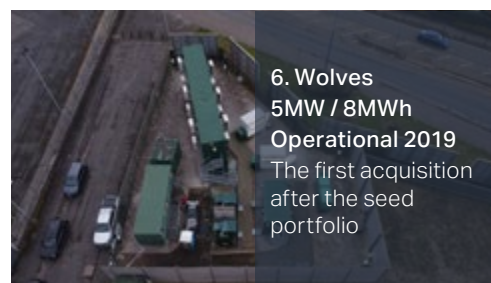 6. Wolves
5MW / 8MWh
Operational 2019
The first acquisition
after the seed
portfolio